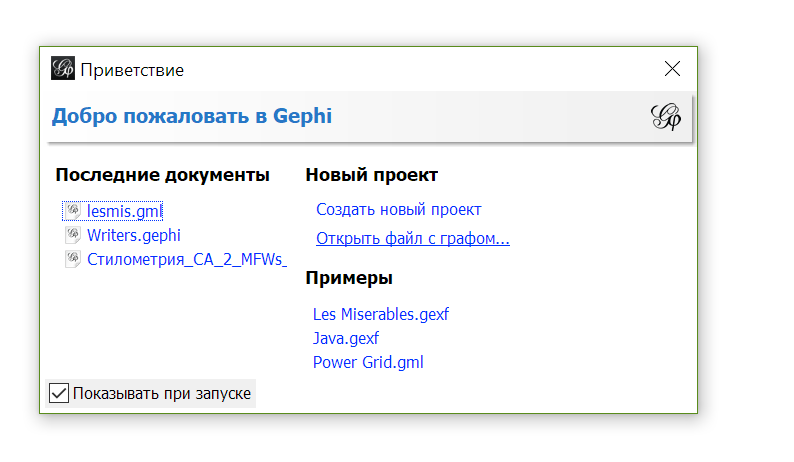 Приветствие
Добро пожаловать в Gephi
Последние документы
lesmis.gml
Writers.gephi
Стилометрия_CA_2_MFWs_
Новый проект
Создать новый проект
Открыть файл с графом...
Примеры
Les Miserables.gexf
Java.gexf
Power Grid.gml
Показывать при запуске